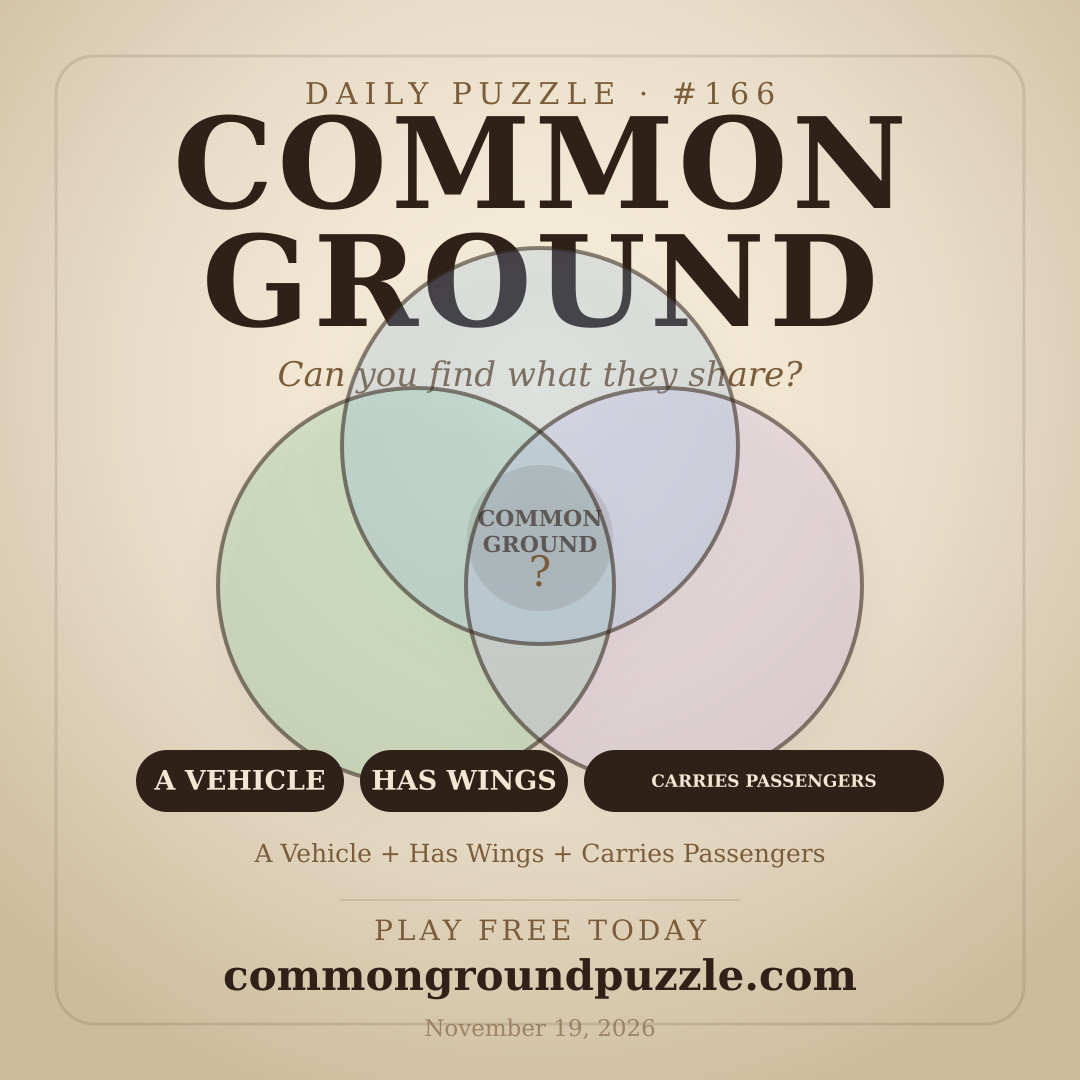 DAILY PUZZLE · #166
COMMON
GROUND
Can you find what they share?
COMMON
GROUND
?
A VEHICLE
HAS WINGS
CARRIES PASSENGERS
A Vehicle + Has Wings + Carries Passengers
PLAY FREE TODAY
commongroundpuzzle.com
November 19, 2026